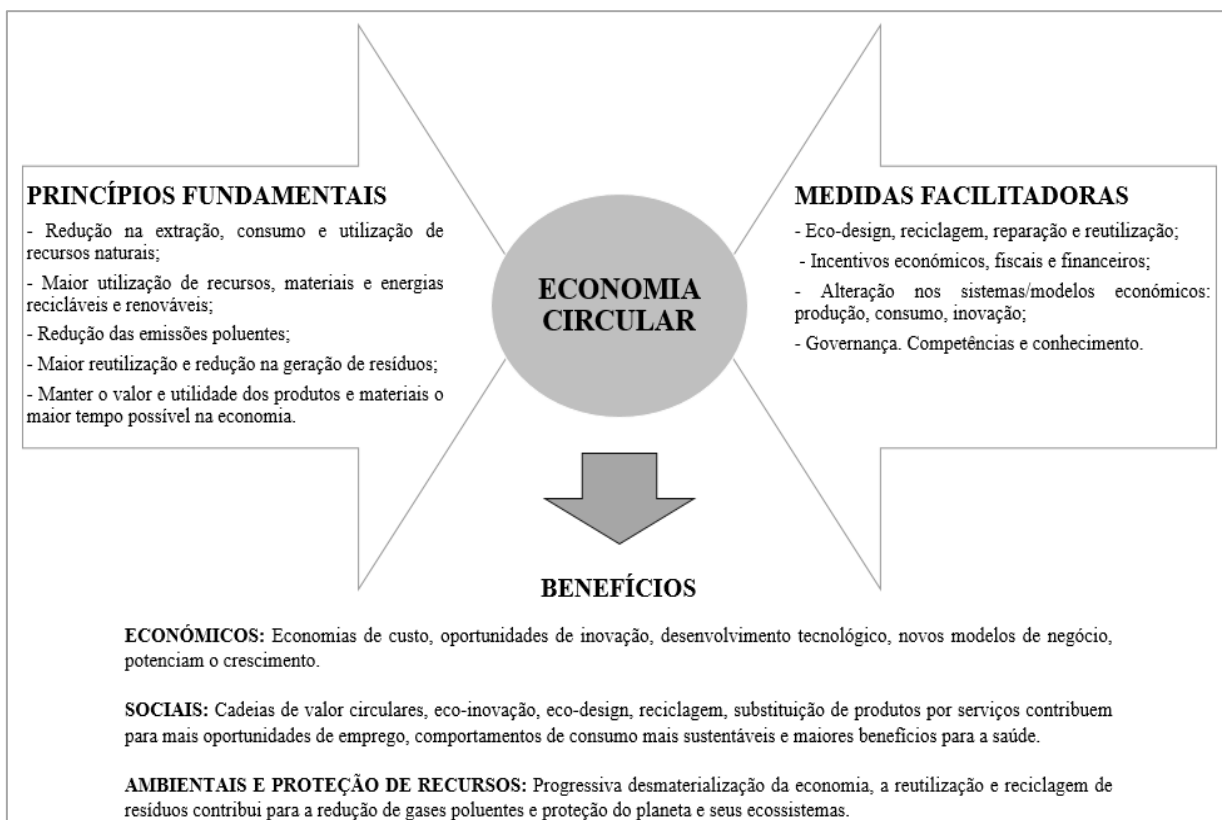 PRINCÍPIOS FUNDAMENTAIS
- Redução na extração, consumo e utilização de
recursos naturais;
- Maior utilização de recursos, materiais e energias
recicláveis e renováveis;
- Redução das emissões poluentes;
- Maior reutilização e redução na geração de resíduos;
- Manter o valor e utilidade dos produtos e materiais o
maior tempo possível na economia.
ECONOMIA
CIRCULAR
MEDIDAS FACILITADORAS
- Eco-design, reciclagem, reparação e reutilização;
- Incentivos económicos, fiscais e financeiros;
- Alteração nos sistemas/modelos económicos:
produção, consumo, inovação;
- Governança. Competências e conhecimento.
BENEFÍCIOS
ECONÓMICOS: Economias de custo, oportunidades de inovação, desenvolvimento tecnológico, novos modelos de negócio,
potenciam o crescimento.
SOCIAIS: Cadeias de valor circulares, eco-inovação, eco-design, reciclagem, substituição de produtos por serviços contribuem
para mais oportunidades de emprego, comportamentos de consumo mais sustentáveis e maiores benefícios para a saúde.
AMBIENTAIS E PROTEÇÃO DE RECURSOS: Progressiva desmaterialização da economia, a reutilização e reciclagem de
resíduos contribui para a redução de gases poluentes e proteção do planeta e seus ecossistemas.